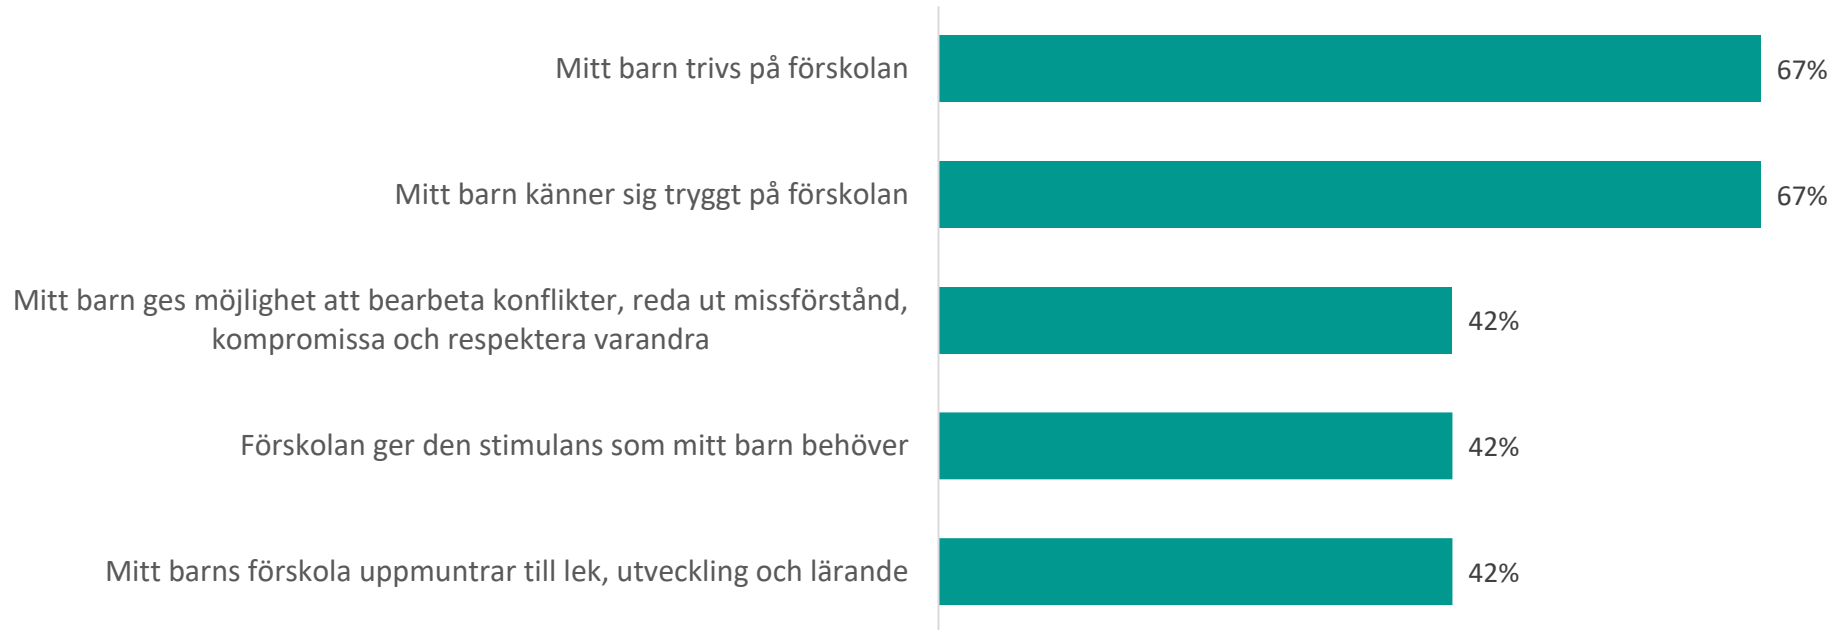 Mitt barn trivs på förskolan
67%
Mitt barn känner sig tryggt på förskolan
67%
Mitt barn ges möjlighet att bearbeta konflikter, reda ut missförstånd,
kompromissa och respektera varandra
42%
Förskolan ger den stimulans som mitt barn behöver
42%
Mitt barns förskola uppmuntrar till lek, utveckling och lärande
42%